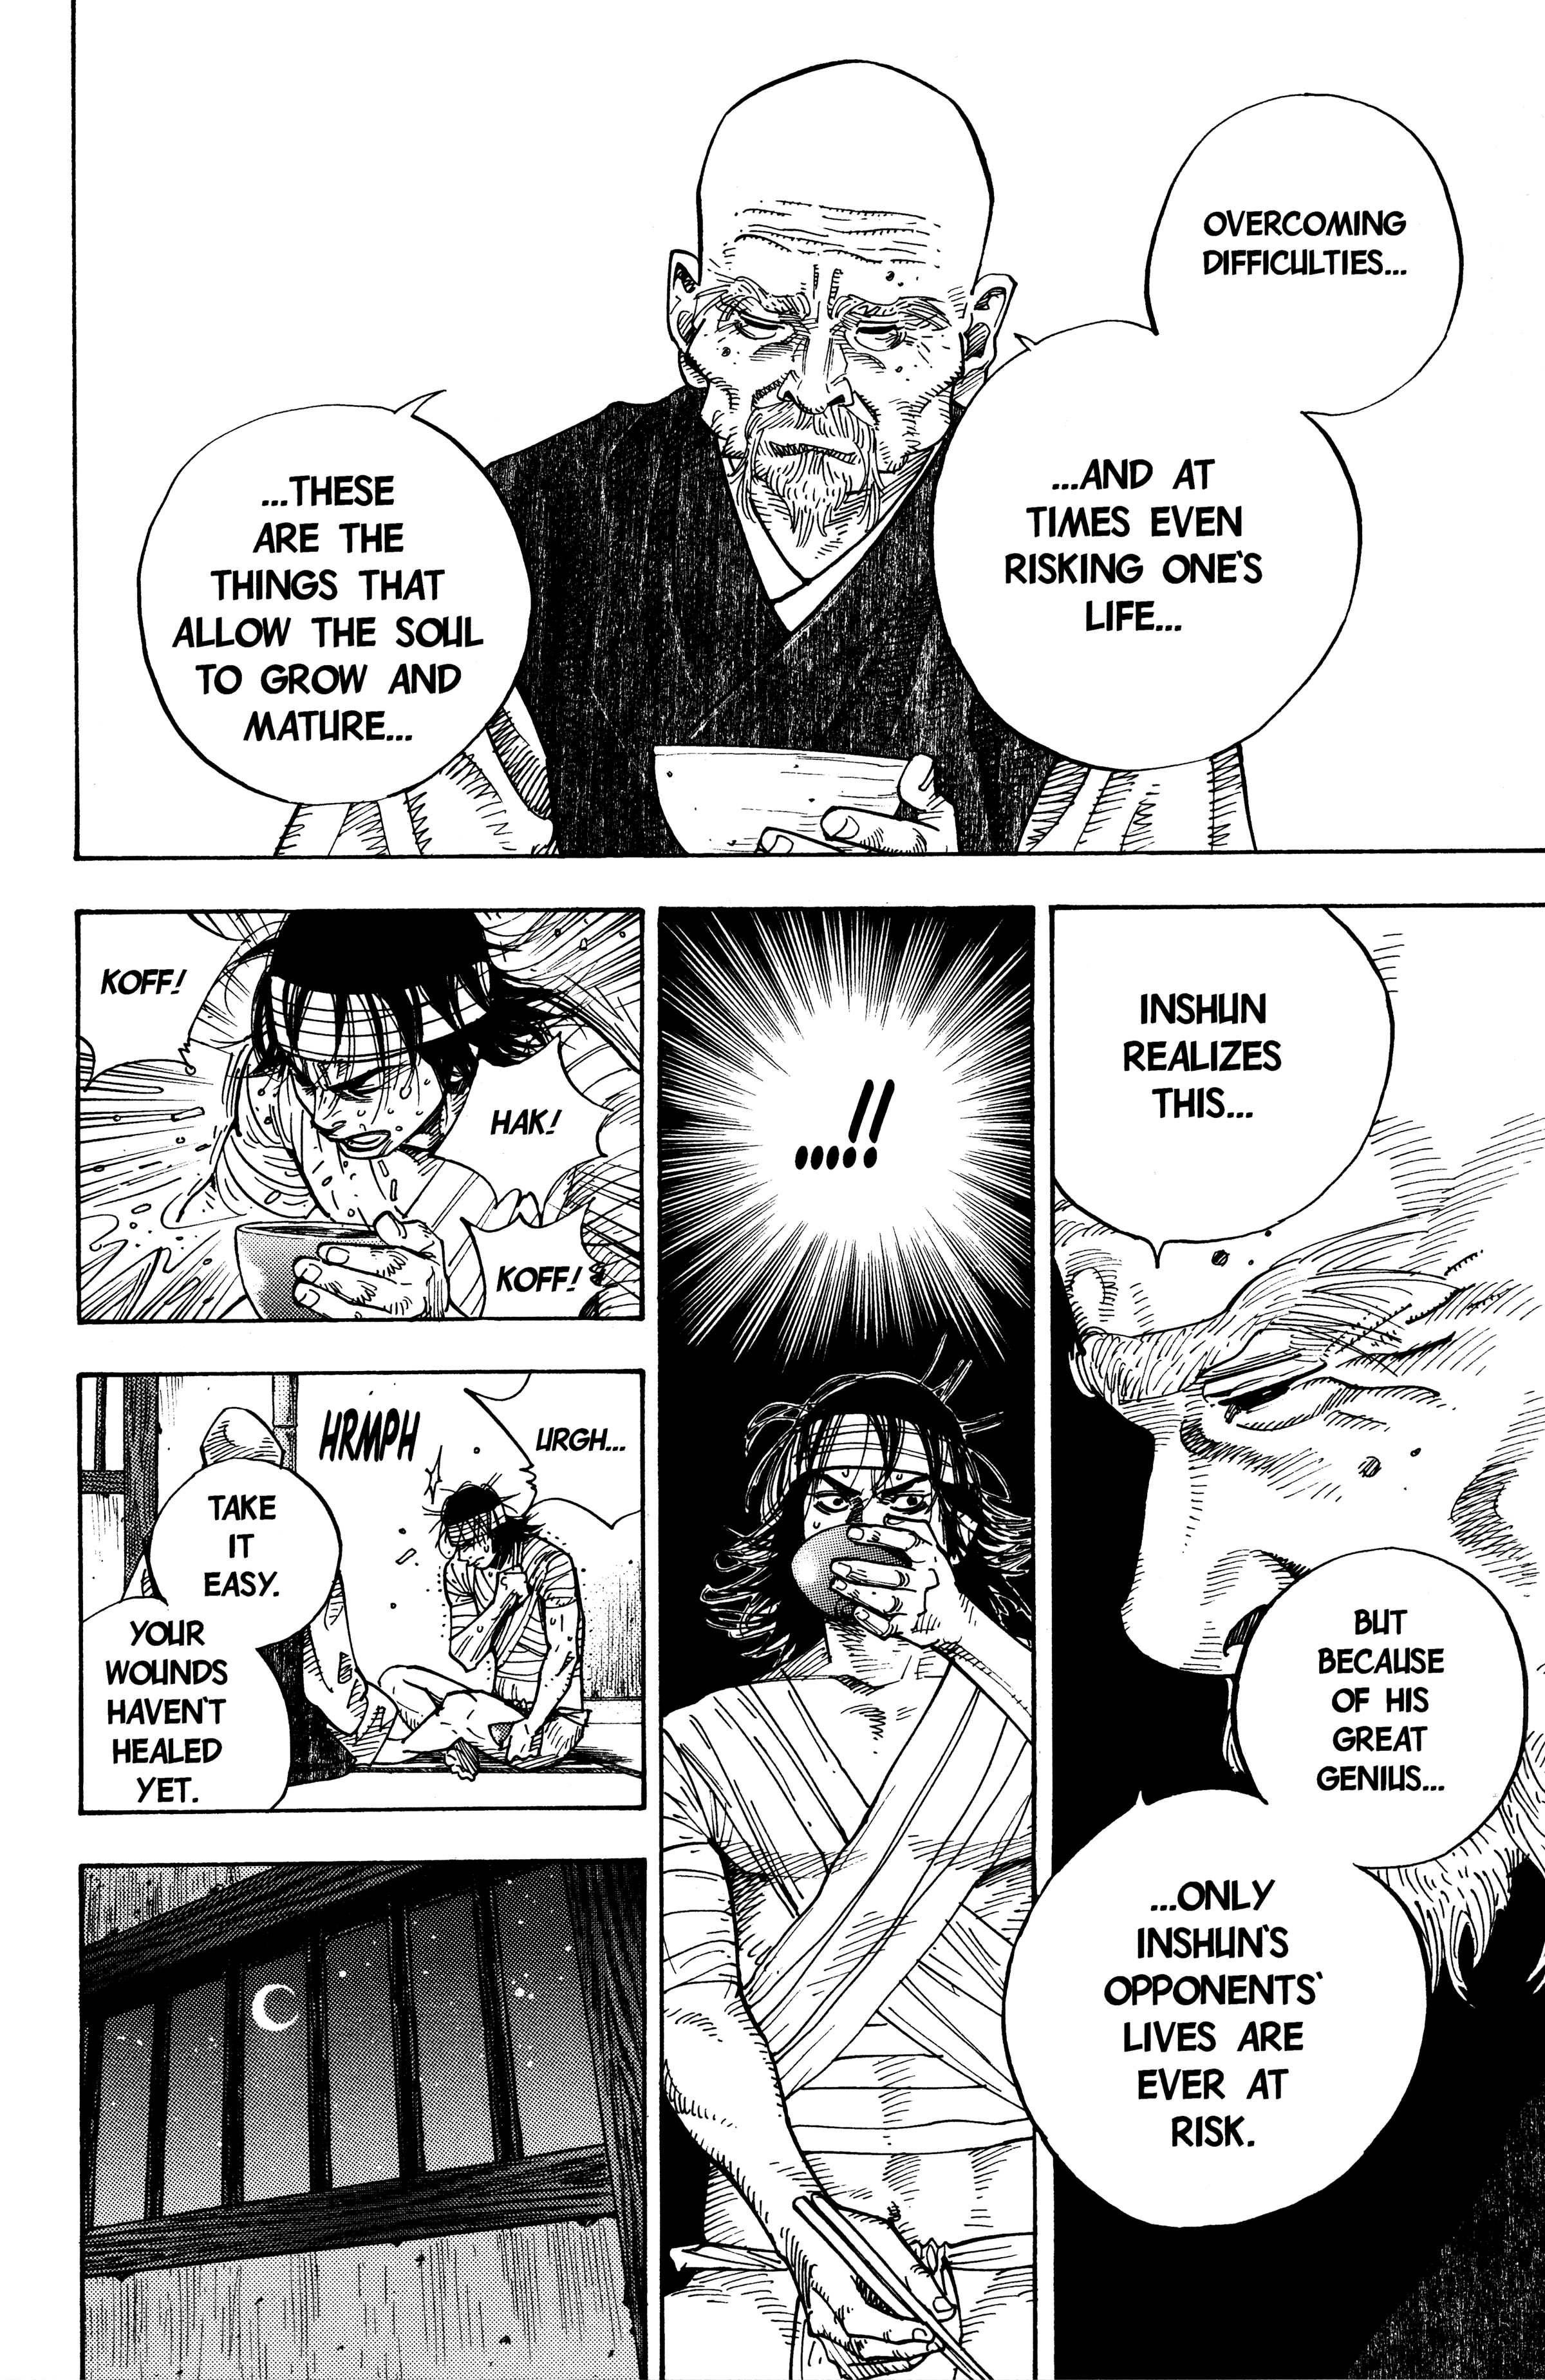 OVERCOMING
DIFFICULTIES...
...AND AT
TIMES EVEN
RISKING ONE'S
LIFE...
...THESE
ARE THE
THINGS THAT
ALLOW THE SOUL
TO GROW AND
MATURE...
INSHUN
REALIZES
THIS...
BUT
BECAUSE
OF HIS
GREAT
GENIUS...
...ONLY
INSHUN'S
OPPONENTS'
LIVES ARE
EVER AT
RISK.
.....!!
KOFF!
HAK!
KOFF!
URGH...
HRMPH
TAKE
IT
EASY.
YOUR
WOUNDS
HAVEN'T
HEALED
YET.